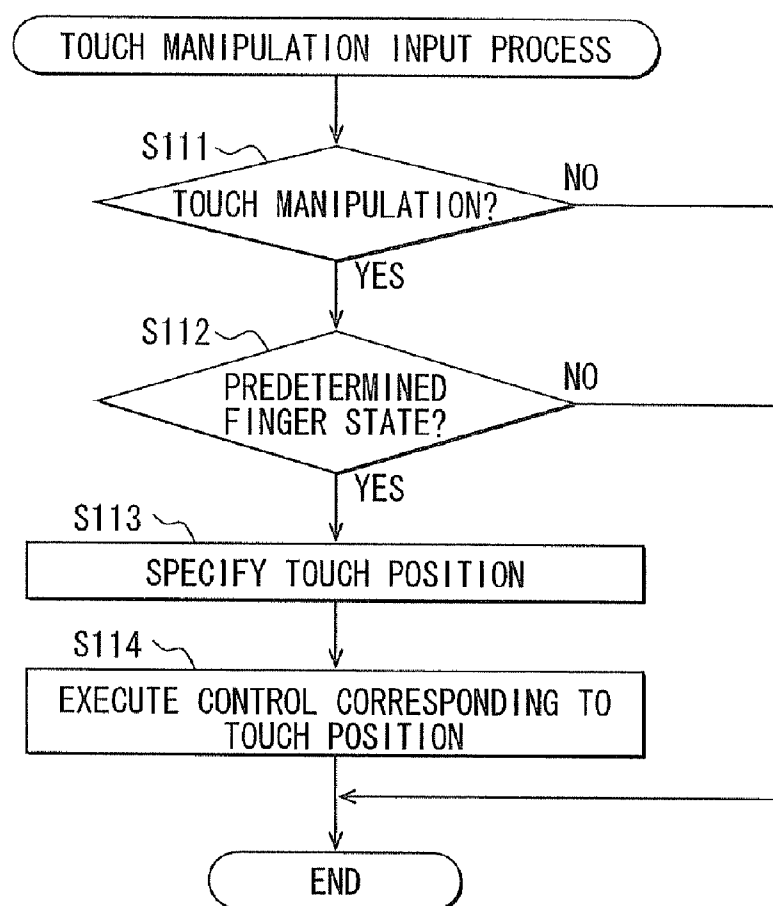 TOUCH MANIPULATION INPUT PROCESS
S111
NO
TOUCH MANIPULATION?
YES
S112
NO
PREDETERMINED
FINGER STATE?
YES
S113
SPECIFY TOUCH POSITION
S114
EXECUTE CONTROL CORRESPONDING TO
TOUCH POSITION
END